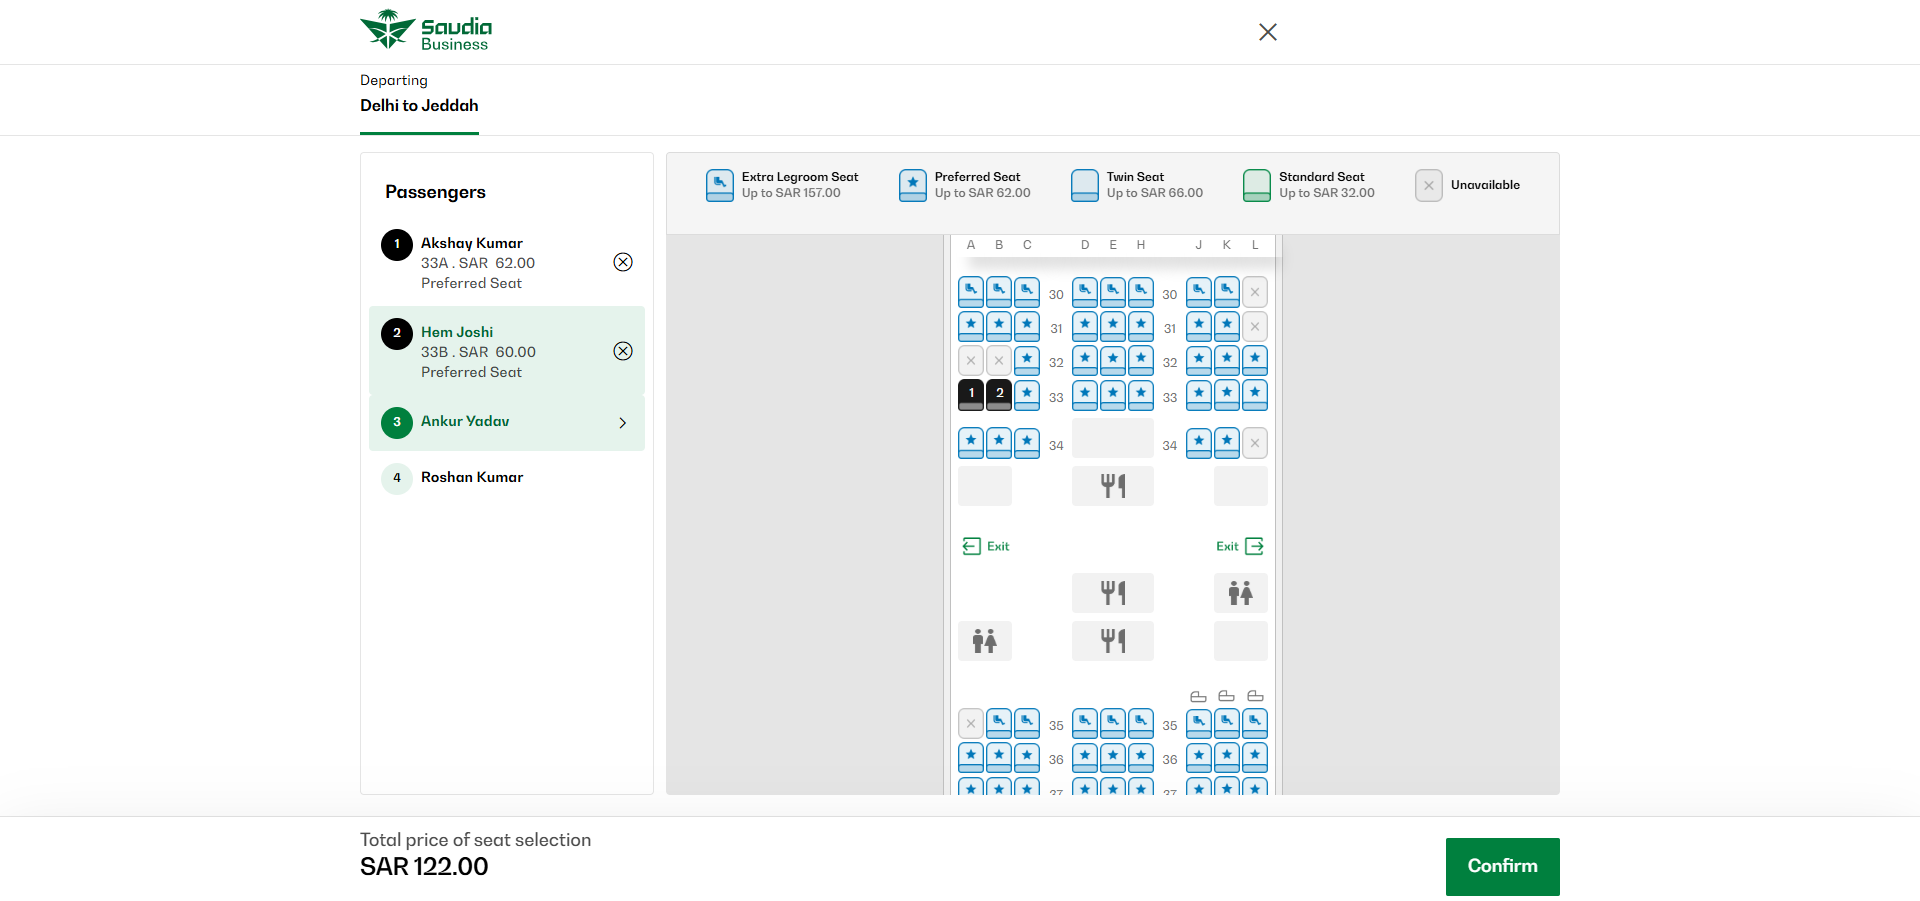 Saudia
Business
Departing
Delhi to Jeddah
Passengers
1 Akshay Kumar
33A . SAR 62.00
Preferred Seat
2 Hem Joshi
33B . SAR 60.00
Preferred Seat
3 Ankur Yadav
4 Roshan Kumar
Extra Legroom Seat
Up to SAR 157.00
Preferred Seat
Up to SAR 62.00
Twin Seat
Up to SAR 66.00
Standard Seat
Up to SAR 32.00
Unavailable
A B C D E H J K L
30 30
31 31
32 32
1 2 33 33
34 34
Exit Exit
35 35
36 36
37 37
Total price of seat selection
SAR 122.00
Confirm